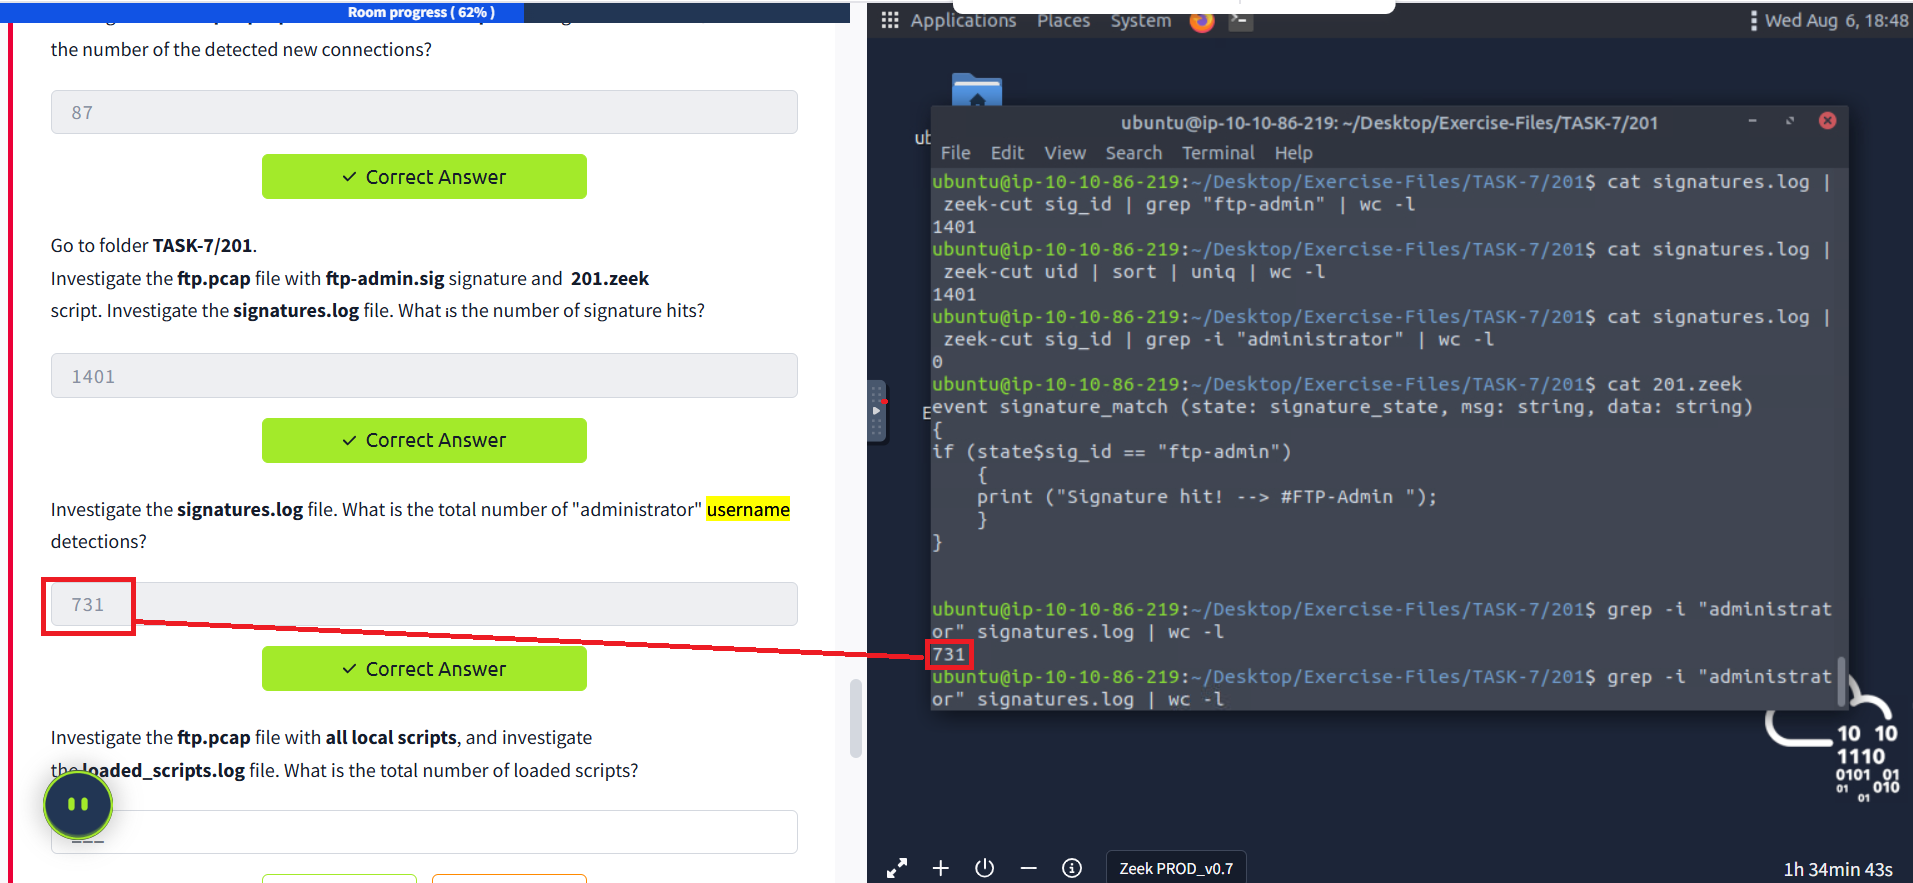 Room progress ( 62% )
the number of the detected new connections?
87
✓ Correct Answer
Go to folder TASK-7/201.
Investigate the ftp.pcap file with ftp-admin.sig signature and 201.zeek
script. Investigate the signatures.log file. What is the number of signature hits?
1401
✓ Correct Answer
Investigate the signatures.log file. What is the total number of "administrator" username
detections?
731
✓ Correct Answer
Investigate the ftp.pcap file with all local scripts, and investigate
the loaded_scripts.log file. What is the total number of loaded scripts?
___
Applications Places System Wed Aug 6, 18:48
ub
E
ubuntu@ip-10-10-86-219: ~/Desktop/Exercise-Files/TASK-7/201
File Edit View Search Terminal Help
ubuntu@ip-10-10-86-219:~/Desktop/Exercise-Files/TASK-7/201$ cat signatures.log |
zeek-cut sig_id | grep "ftp-admin" | wc -l
1401
ubuntu@ip-10-10-86-219:~/Desktop/Exercise-Files/TASK-7/201$ cat signatures.log |
zeek-cut uid | sort | uniq | wc -l
1401
ubuntu@ip-10-10-86-219:~/Desktop/Exercise-Files/TASK-7/201$ cat signatures.log |
zeek-cut sig_id | grep -i "administrator" | wc -l
0
ubuntu@ip-10-10-86-219:~/Desktop/Exercise-Files/TASK-7/201$ cat 201.zeek
event signature_match (state: signature_state, msg: string, data: string)
{
if (state$sig_id == "ftp-admin")
{
print ("Signature hit! --> #FTP-Admin ");
}
}
ubuntu@ip-10-10-86-219:~/Desktop/Exercise-Files/TASK-7/201$ grep -i "administrat
or" signatures.log | wc -l
731
ubuntu@ip-10-10-86-219:~/Desktop/Exercise-Files/TASK-7/201$ grep -i "administrat
or" signatures.log | wc -l
10 10
1110
0101 01
01 010
01
Zeek PROD_v0.7
1h 34min 43s